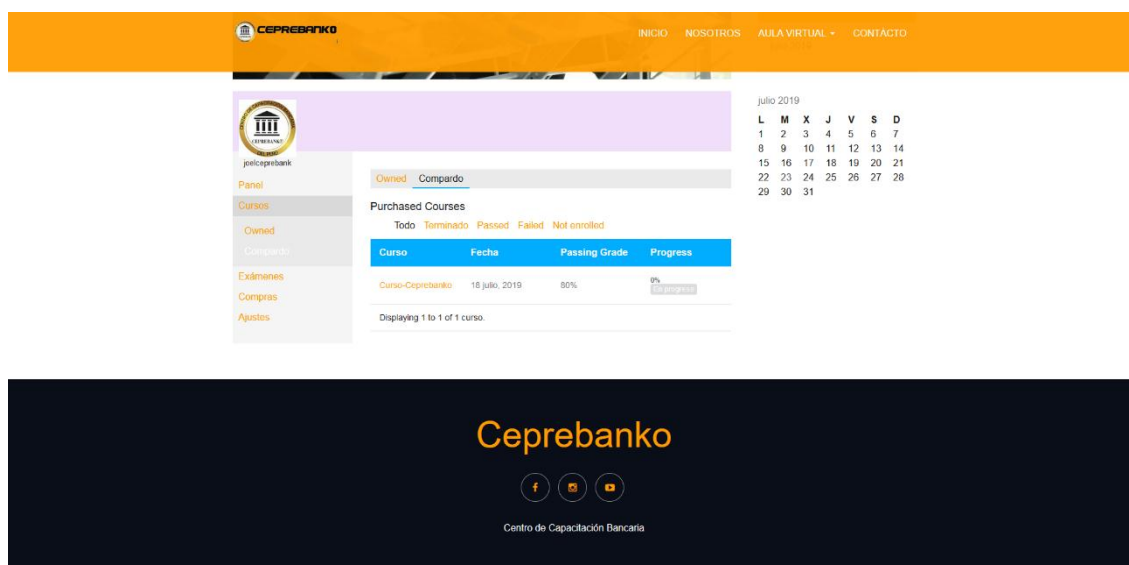 CEPREBANKO
INICIO NOSOTROS AULA VIRTUAL CONTACTO
joelceprebank
Panel
Cursos
Owned
Compardo
Exámenes
Compras
Ajustes
Owned Compardo
Purchased Courses
Todo Terminado Passed Failed Not enrolled
Curso Fecha Passing Grade Progress
Curso-Ceprebanko 18 julio, 2019 80% 0%
En progreso
Displaying 1 to 1 of 1 curso.
julio 2019
L M X J V S D
1 2 3 4 5 6 7
8 9 10 11 12 13 14
15 16 17 18 19 20 21
22 23 24 25 26 27 28
29 30 31
Ceprebanko
Centro de Capacitación Bancaria